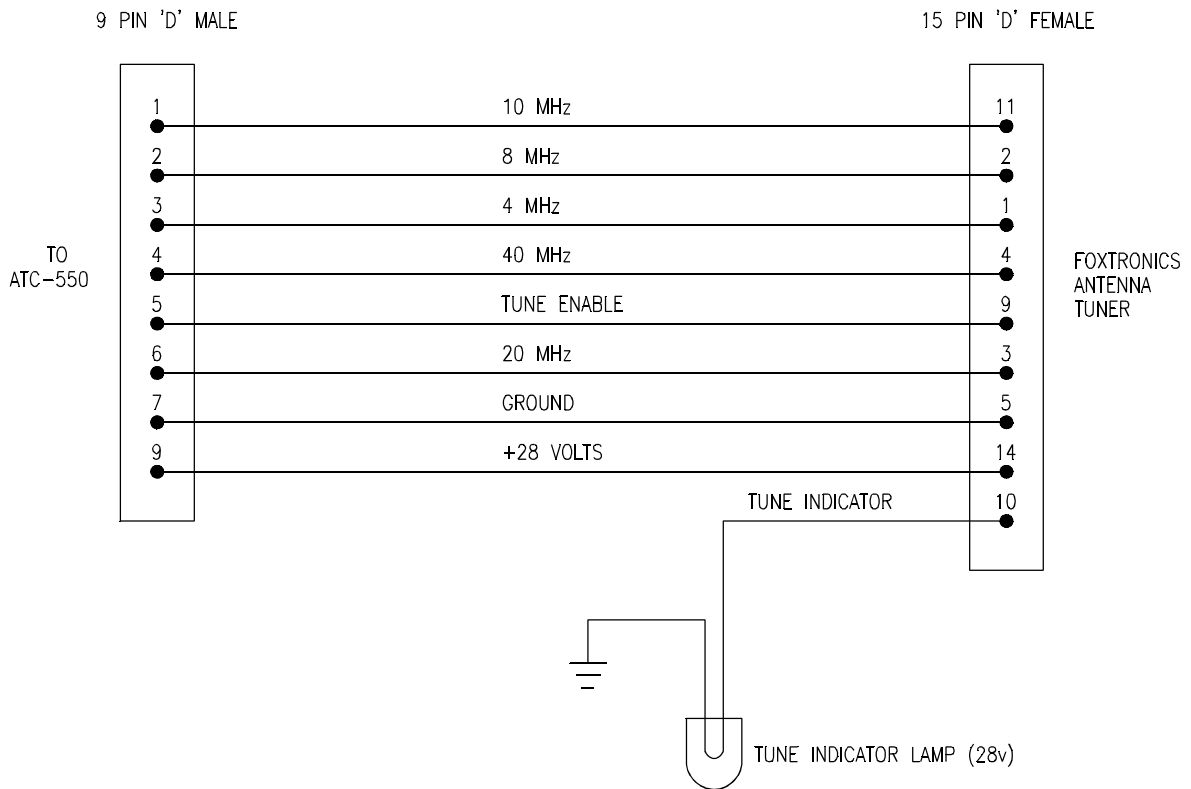 9 PIN 'D' MALE
15 PIN 'D' FEMALE
1 10 MHz 11
2 8 MHz 2
3 4 MHz 1
4 40 MHz 4
5 TUNE ENABLE 9
6 20 MHz 3
7 GROUND 5
9 +28 VOLTS 14
TUNE INDICATOR 10
TO
ATC-550
FOXTRONICS
ANTENNA
TUNER
TUNE INDICATOR LAMP (28v)